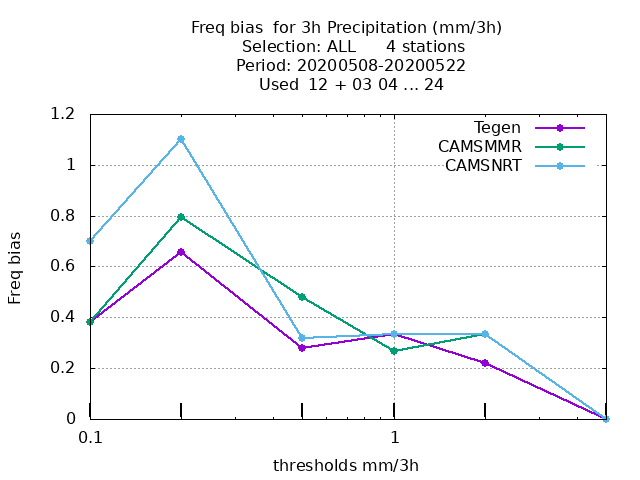 Freq bias  for 3h Precipitation (mm/3h)
Selection: ALL      4 stations
Period: 20200508-20200522
Used  12 + 03 04 ... 24
1.2
1
0.8
0.6
0.4
0.2
0
Freq bias
Tegen
CAMSMMR
CAMSNRT
0.1
1
thresholds mm/3h